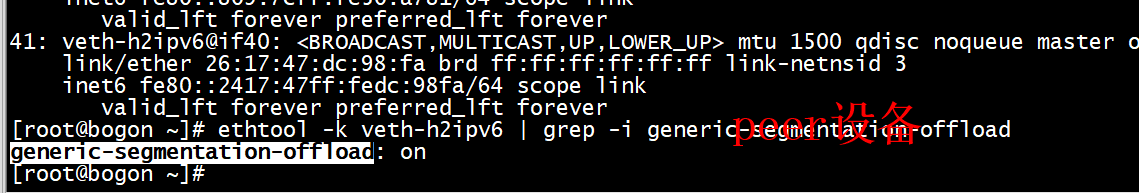 valid_lft forever preferred_lft forever
41: veth-h2ipv6@if40: <BROADCAST,MULTICAST,UP,LOWER_UP> mtu 1500 qdisc noqueue master o
link/ether 26:17:47:dc:98:fa brd ff:ff:ff:ff:ff:ff link-netnsid 3
inet6 fe80::2417:47ff:fedc:98fa/64 scope link
valid_lft forever preferred_lft forever
[root@bogon ~]# ethtool -k veth-h2ipv6 | grep -i generic-segmentation-offload
peer设备
generic-segmentation-offload: on
[root@bogon ~]#